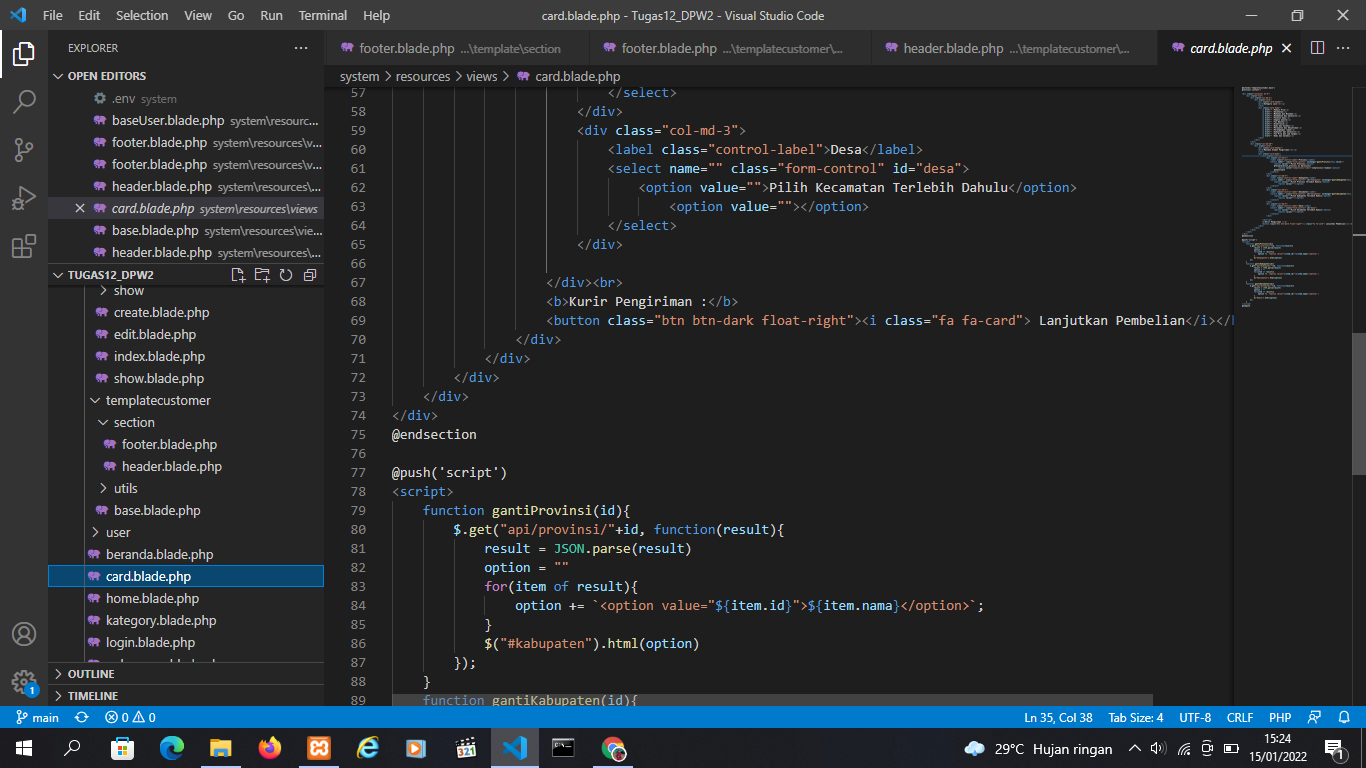 File Edit Selection View Go Run Terminal Help card.blade.php - Tugas12_DPW2 - Visual Studio Code
EXPLORER
OPEN EDITORS
.env system
baseUser.blade.php system\resourc...
footer.blade.php system\resources\v...
footer.blade.php system\resources\v...
header.blade.php system\resources\...
card.blade.php system\resources\views
base.blade.php system\resources\vie...
header.blade.php system\resources\...
TUGAS12_DPW2
show
create.blade.php
edit.blade.php
index.blade.php
show.blade.php
templatecustomer
section
footer.blade.php
header.blade.php
utils
base.blade.php
user
beranda.blade.php
card.blade.php
home.blade.php
kategory.blade.php
login.blade.php
OUTLINE
TIMELINE
footer.blade.php ...\template\section footer.blade.php ...\templatecustomer\... header.blade.php ...\templatecustomer\... card.blade.php
system > resources > views > card.blade.php
57 </select>
58 </div>
59 <div class="col-md-3">
60 <label class="control-label">Desa</label>
61 <select name="" class="form-control" id="desa">
62 <option value="">Pilih Kecamatan Terlebih Dahulu</option>
63 <option value=""></option>
64 </select>
65 </div>
66
67 </div><br>
68 <b>Kurir Pengiriman :</b>
69 <button class="btn btn-dark float-right"><i class="fa fa-card"> Lanjutkan Pembelian</i></b
70 </div>
71 </div>
72 </div>
73 </div>
74 </div>
75 @endsection
76
77 @push('script')
78 <script>
79 function gantiProvinsi(id){
80 $.get("api/provinsi/"+id, function(result){
81 result = JSON.parse(result)
82 option = ""
83 for(item of result){
84 option += `<option value="${item.id}">${item.nama}</option>`;
85 }
86 $("#kabupaten").html(option)
87 });
88 }
89 function gantiKabupaten(id){
main 0 0 Ln 35, Col 38 Tab Size: 4 UTF-8 CRLF PHP
1
321
29°C Hujan ringan
15:24
15/01/2022
1